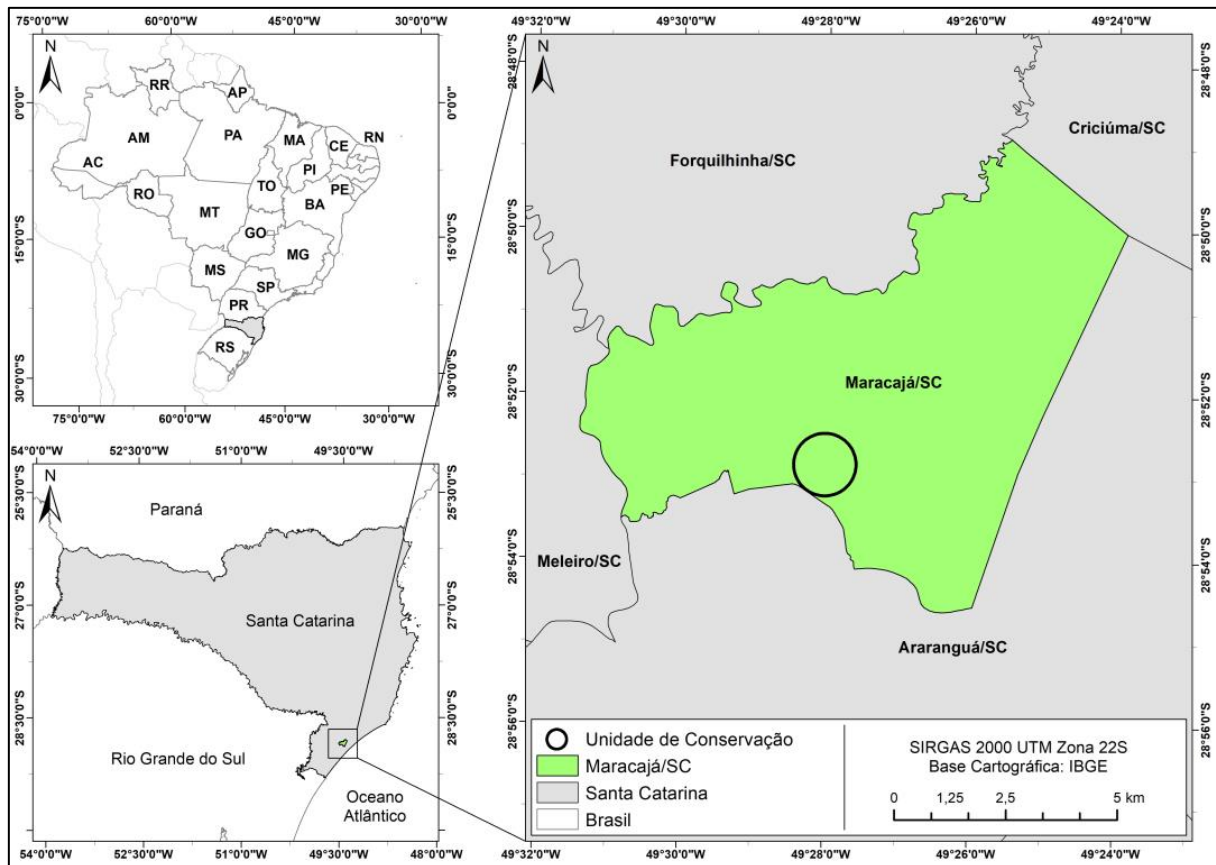 75°0'0"W 60°0'0"W 45°0'0"W 30°0'0"W
N
0°0'0"
15°0'0"S
30°0'0"S
0°0'0"
15°0'0"S
30°0'0"S
RR
AP
AM
PA
MA
CE
RN
AC
PI
TO
PE
RO
BA
MT
GO
MG
MS
SP
PR
RS
75°0'0"W 60°0'0"W 45°0'0"W 30°0'0"W
54°0'0"W 52°30'0"W 51°0'0"W 49°30'0"W
N
25°30'0"S
27°0'0"S
28°30'0"S
25°30'0"S
27°0'0"S
28°30'0"S
Paraná
Santa Catarina
Rio Grande do Sul
Oceano
Atlântico
54°0'0"W 52°30'0"W 51°0'0"W 49°30'0"W 48°0'0"W
49°32'0"W 49°30'0"W 49°28'0"W 49°26'0"W 49°24'0"W
N
28°48'0"S
28°50'0"S
28°52'0"S
28°54'0"S
28°56'0"S
28°48'0"S
28°50'0"S
28°52'0"S
28°54'0"S
28°56'0"S
Criciúma/SC
Forquilhinha/SC
Maracajá/SC
Meleiro/SC
Araranguá/SC
Unidade de Conservação
Maracajá/SC
Santa Catarina
Brasil
SIRGAS 2000 UTM Zona 22S
Base Cartográfica: IBGE
0 1,25 2,5 5 km
49°32'0"W 49°30'0"W 49°28'0"W 49°26'0"W 49°24'0"W